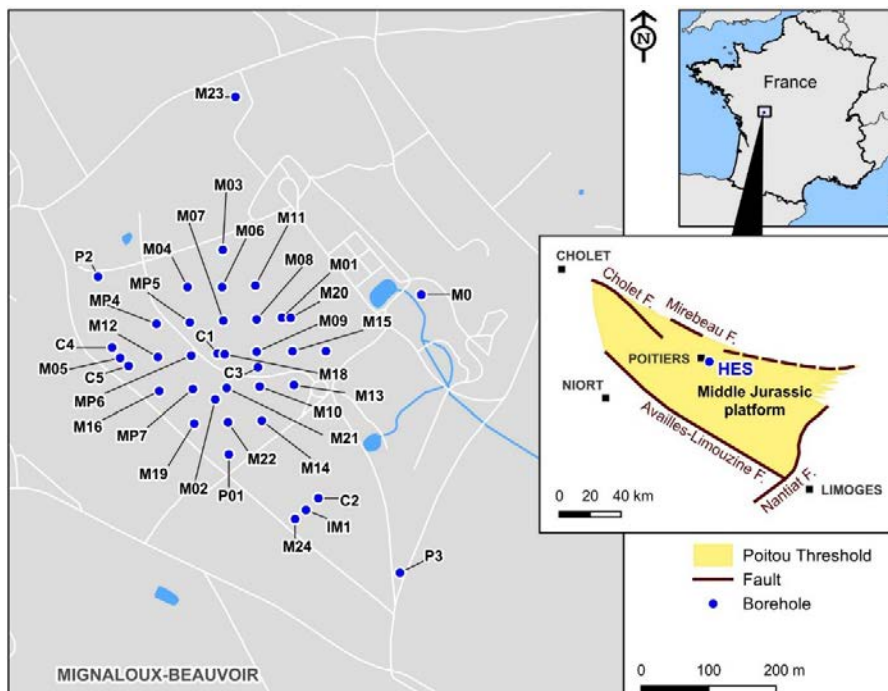 M23
M03
M07
M06
M11
M04
M08
M01
P2
MP5
M20
M0
MP4
M09
M12
C1
M15
C4
M05
C3
M18
C5
M13
MP6
M10
M16
MP7
M21
M14
M19
M22
M02
P01
C2
IM1
M24
P3
MIGNALOUX-BEAUVOIR
N
France
CHOLET
Cholet F.
Mirebeau F.
POITIERS
HES
NIORT
Middle Jurassic
platform
Availles-Limouzine F.
Nantiat F.
LIMOGES
0 20 40 km
Poitou Threshold
Fault
Borehole
0 100 200 m